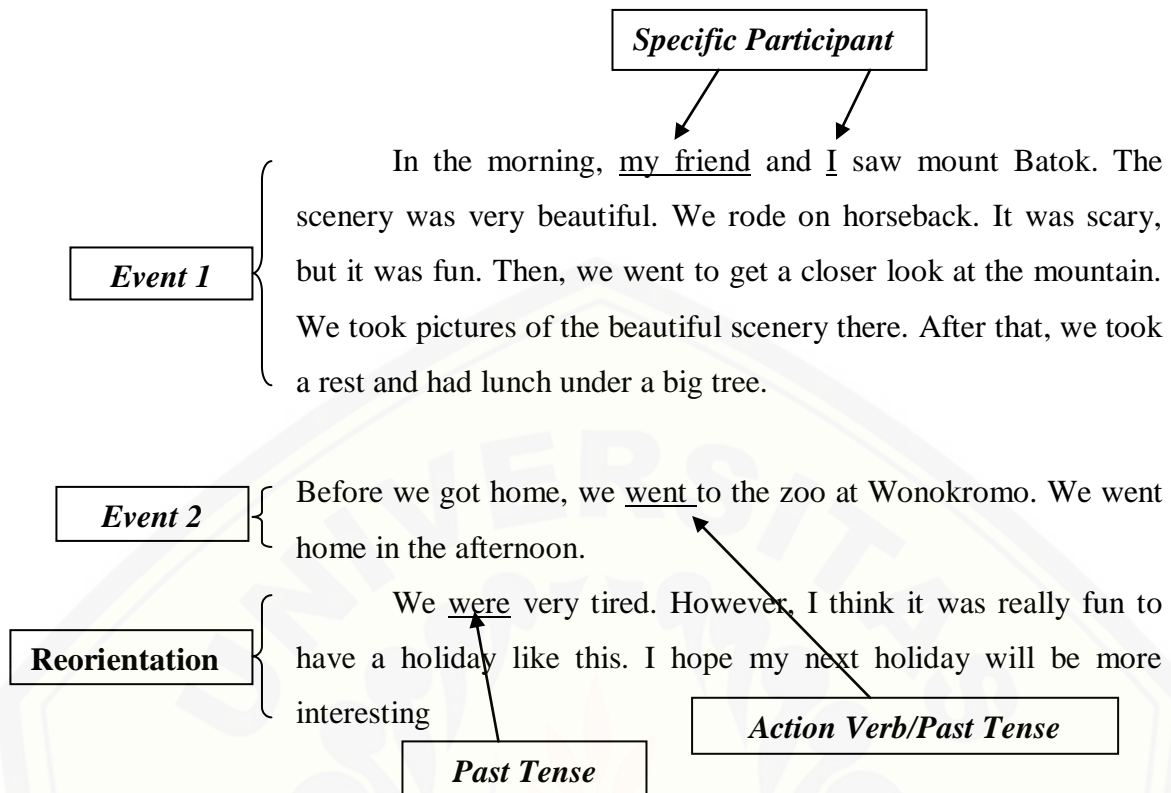 Specific Participant
In the morning, my friend and I saw mount Batok. The
scenery was very beautiful. We rode on horseback. It was scary,
Event 1
but it was fun. Then, we went to get a closer look at the mountain.
We took pictures of the beautiful scenery there. After that, we took
a rest and had lunch under a big tree.
Before we got home, we went to the zoo at Wonokromo. We went
Event 2
home in the afternoon.
We were very tired. However, I think it was really fun to
Reorientation
have a holiday like this. I hope my next holiday will be more
interesting
Action Verb/Past Tense
Past Tense
UNIVERSITAS